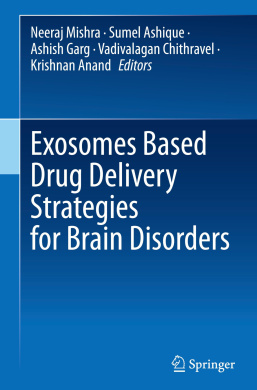 Neeraj Mishra · Sumel Ashique ·
Ashish Garg · Vadivalagan Chithravel ·
Krishnan Anand Editors
Exosomes Based
Drug Delivery
Strategies
for Brain Disorders
Springer